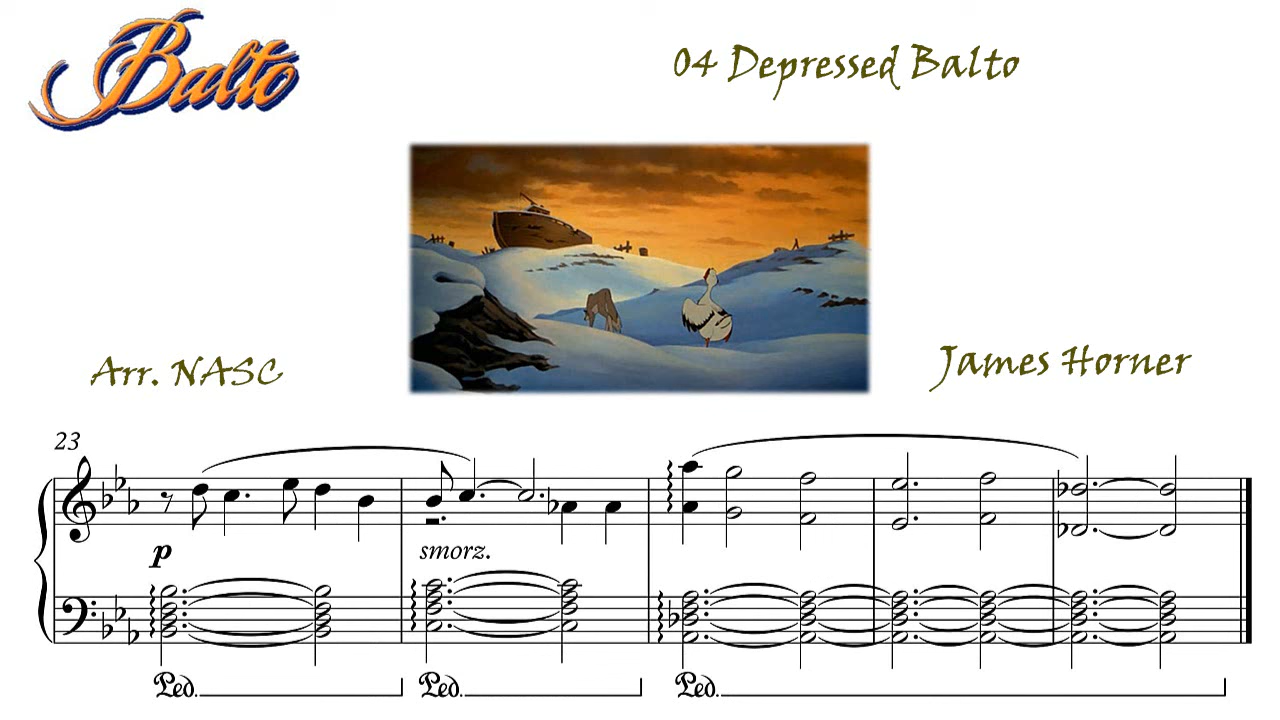 Balto
04 Depressed Balto
Arr. NASC
James Horner
23
p
smorz.
Ped. Ped. Ped.